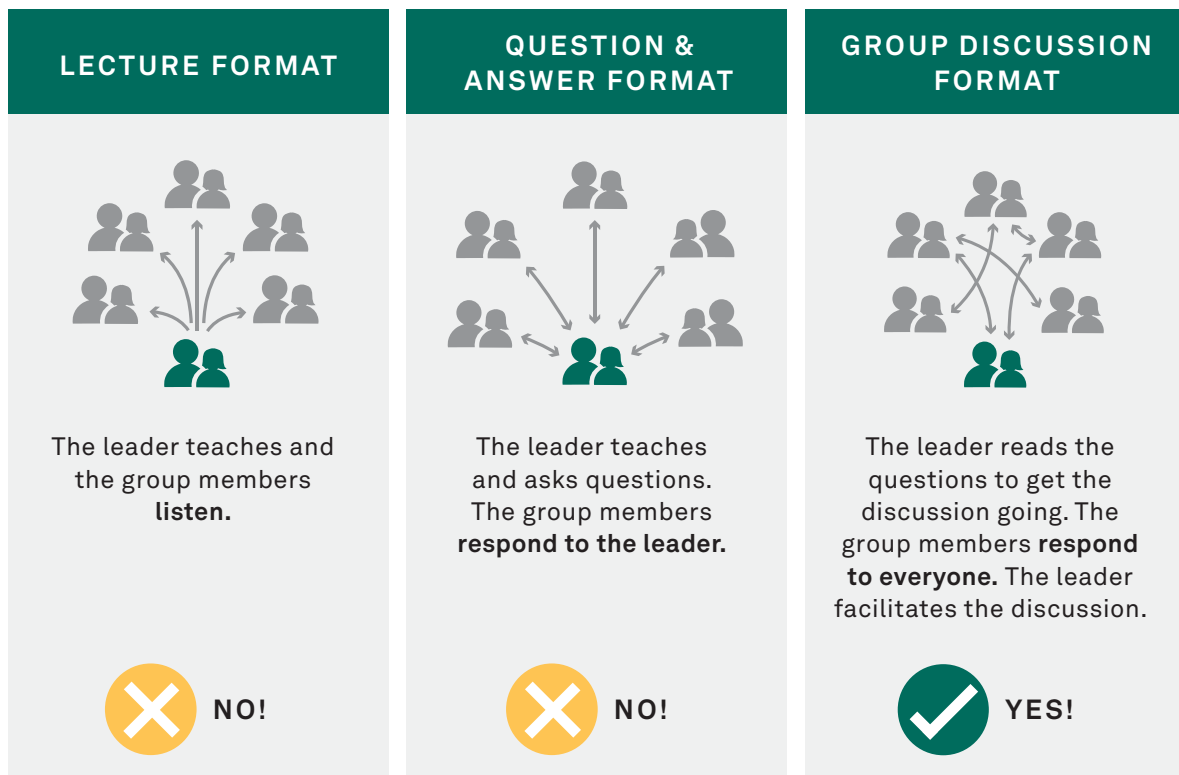 LECTURE FORMAT
The leader teaches and
the group members
listen.
NO!
QUESTION &
ANSWER FORMAT
The leader teaches
and asks questions.
The group members
respond to the leader.
NO!
GROUP DISCUSSION
FORMAT
The leader reads the
questions to get the
discussion going. The
group members respond
to everyone. The leader
facilitates the discussion.
YES!